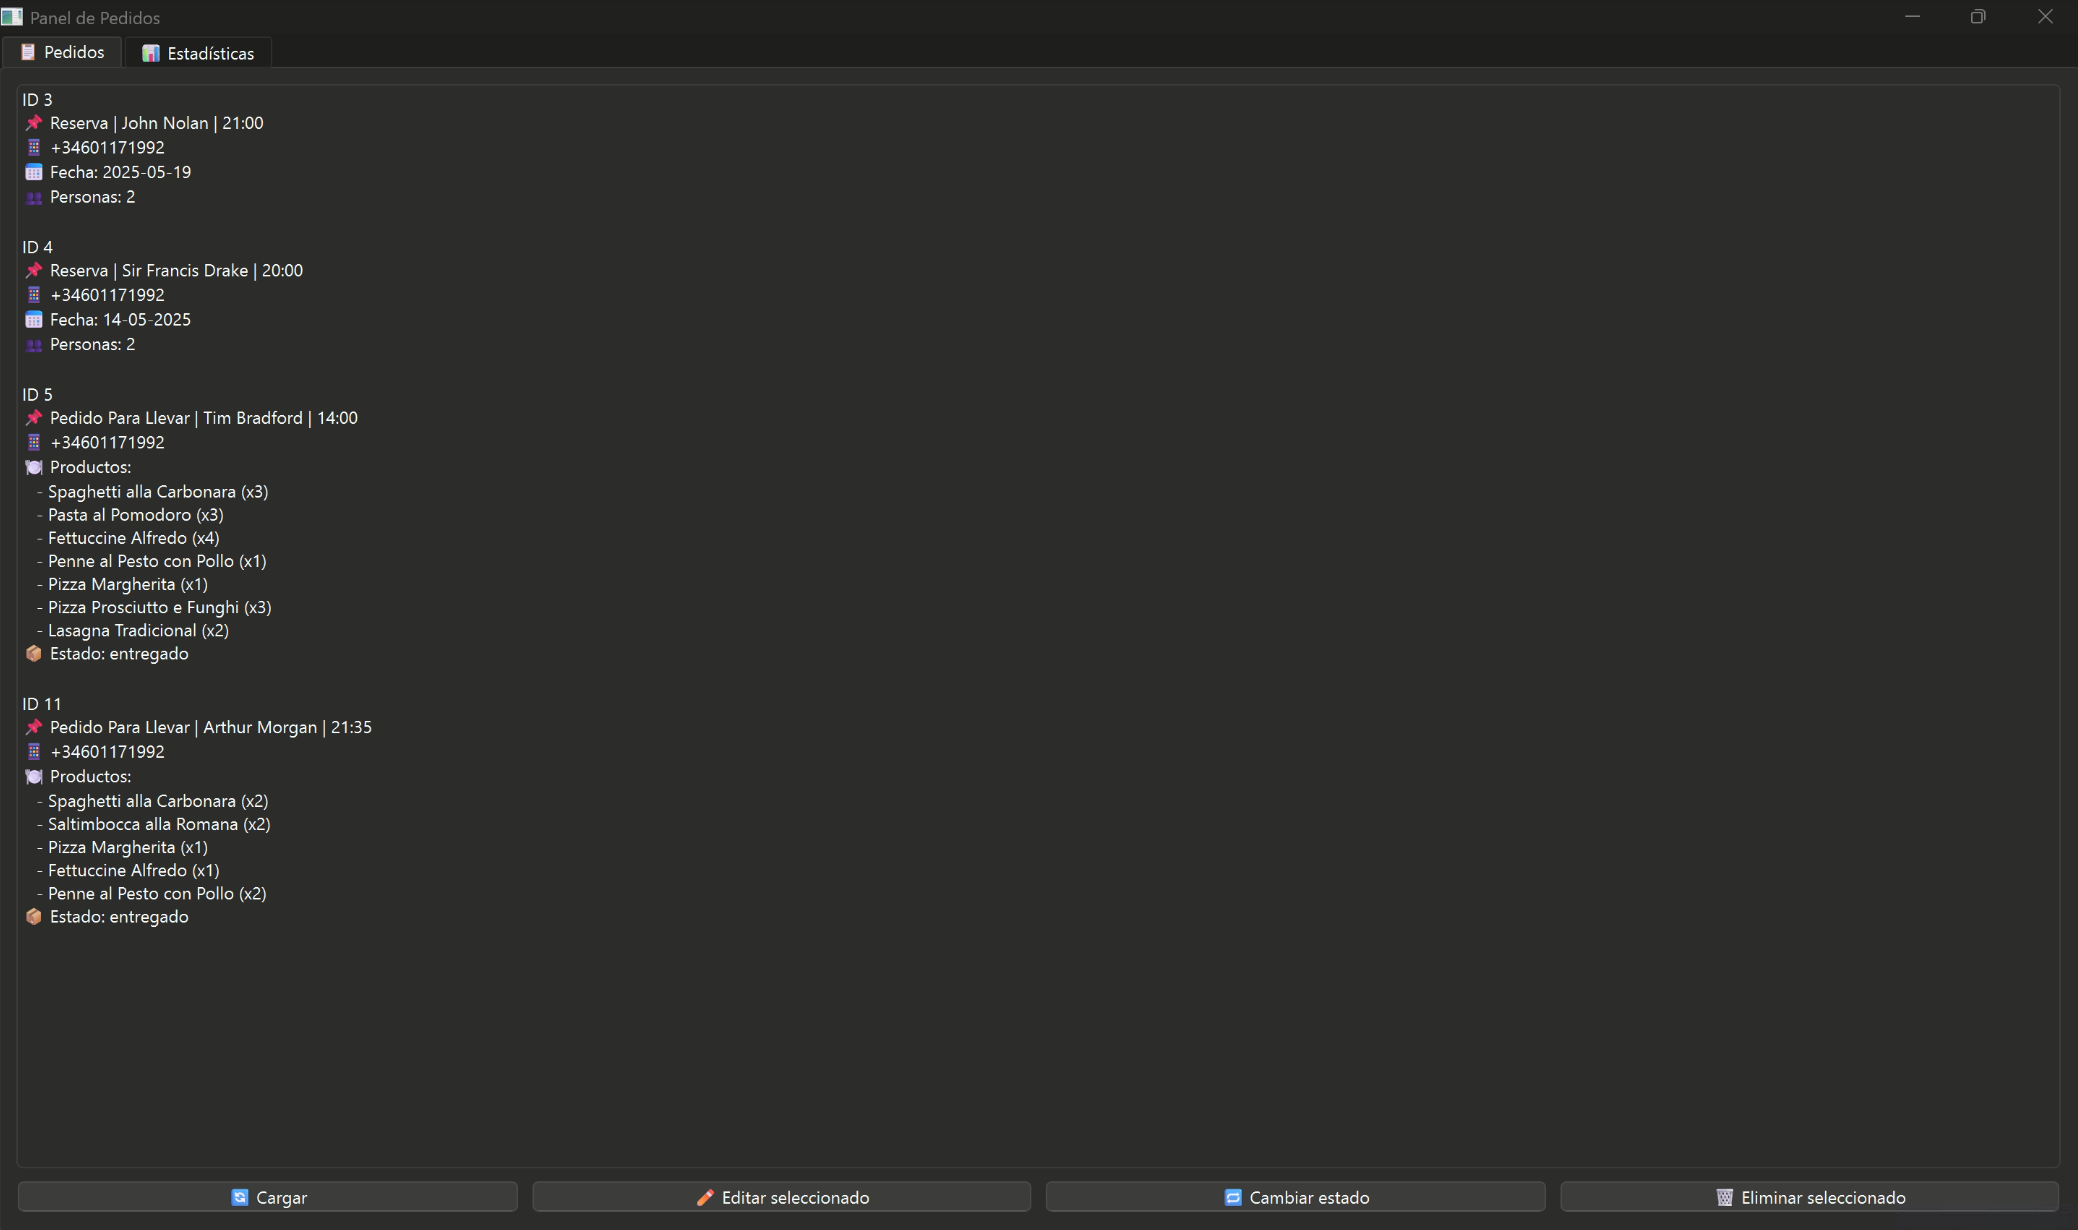 Panel de Pedidos
Pedidos
Estadísticas
ID 3
Reserva | John Nolan | 21:00
+34601171992
Fecha: 2025-05-19
Personas: 2
ID 4
Reserva | Sir Francis Drake | 20:00
+34601171992
Fecha: 14-05-2025
Personas: 2
ID 5
Pedido Para Llevar | Tim Bradford | 14:00
+34601171992
Productos:
- Spaghetti alla Carbonara (x3)
- Pasta al Pomodoro (x3)
- Fettuccine Alfredo (x4)
- Penne al Pesto con Pollo (x1)
- Pizza Margherita (x1)
- Pizza Prosciutto e Funghi (x3)
- Lasagna Tradicional (x2)
Estado: entregado
ID 11
Pedido Para Llevar | Arthur Morgan | 21:35
+34601171992
Productos:
- Spaghetti alla Carbonara (x2)
- Saltimbocca alla Romana (x2)
- Pizza Margherita (x1)
- Fettuccine Alfredo (x1)
- Penne al Pesto con Pollo (x2)
Estado: entregado
Cargar
Editar seleccionado
Cambiar estado
Eliminar seleccionado